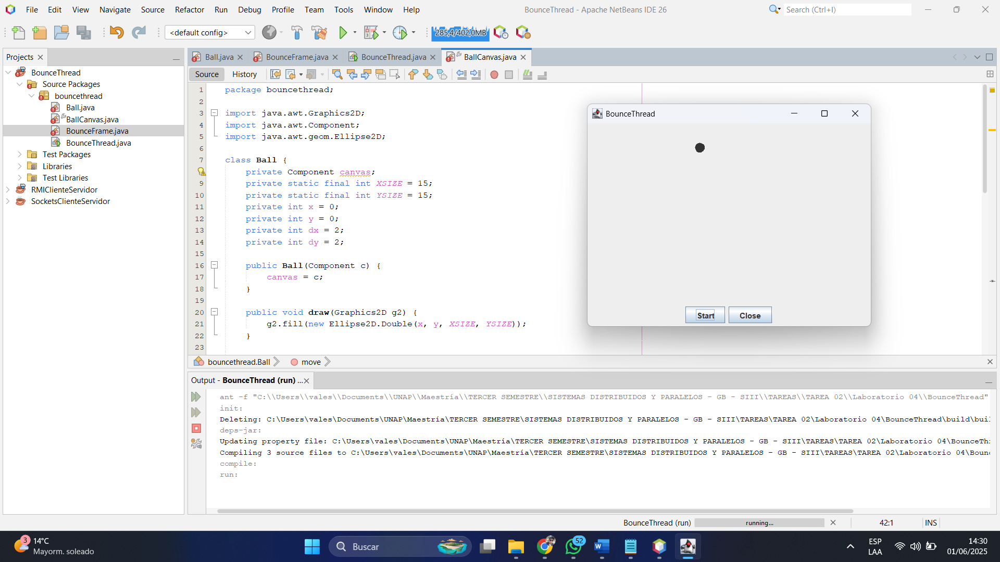 File Edit View Navigate Source Refactor Run Debug Profile Team Tools Window Help
BounceThread - Apache NetBeans IDE 26
Search (Ctrl+I)
<default config>
285,4/402,0MB
Projects
BounceThread
Source Packages
bouncethread
Ball.java
BallCanvas.java
BounceFrame.java
BounceThread.java
Test Packages
Libraries
Test Libraries
RMIClienteServidor
SocketsClienteServidor
Ball.java BounceFrame.java BounceThread.java BallCanvas.java
Source History
1 package bouncethread;
2
3 import java.awt.Graphics2D;
4 import java.awt.Component;
5 import java.awt.geom.Ellipse2D;
6
7 class Ball {
private Component canvas;
9 private static final int XSIZE = 15;
10 private static final int YSIZE = 15;
11 private int x = 0;
12 private int y = 0;
13 private int dx = 2;
14 private int dy = 2;
15
16 public Ball(Component c) {
17 canvas = c;
18 }
19
20 public void draw(Graphics2D g2) {
21 g2.fill(new Ellipse2D.Double(x, y, XSIZE, YSIZE));
22 }
23
bouncethread.Ball move
BounceThread
Start Close
Output - BounceThread (run) ...
ant -f "C:\\Users\\vales\\Documents\\UNAP\\Maestría\\TERCER SEMESTRE\\SISTEMAS DISTRIBUIDOS Y PARALELOS - GB - SIII\\TAREAS\\TAREA 02\\Laboratorio 04\\BounceThread"
init:
Deleting: C:\Users\vales\Documents\UNAP\Maestría\TERCER SEMESTRE\SISTEMAS DISTRIBUIDOS Y PARALELOS - GB - SIII\TAREAS\TAREA 02\Laboratorio 04\BounceThread\build\buil
deps-jar:
Updating property file: C:\Users\vales\Documents\UNAP\Maestría\TERCER SEMESTRE\SISTEMAS DISTRIBUIDOS Y PARALELOS - GB - SIII\TAREAS\TAREA 02\Laboratorio 04\BounceThr
Compiling 3 source files to C:\Users\vales\Documents\UNAP\Maestría\TERCER SEMESTRE\SISTEMAS DISTRIBUIDOS Y PARALELOS - GB - SIII\TAREAS\TAREA 02\Laboratorio 04\Boun
compile:
run:
BounceThread (run) running... 42:1 INS
3
14°C
Mayorm. soleado
Buscar
52
ESP
LAA
14:30
01/06/2025